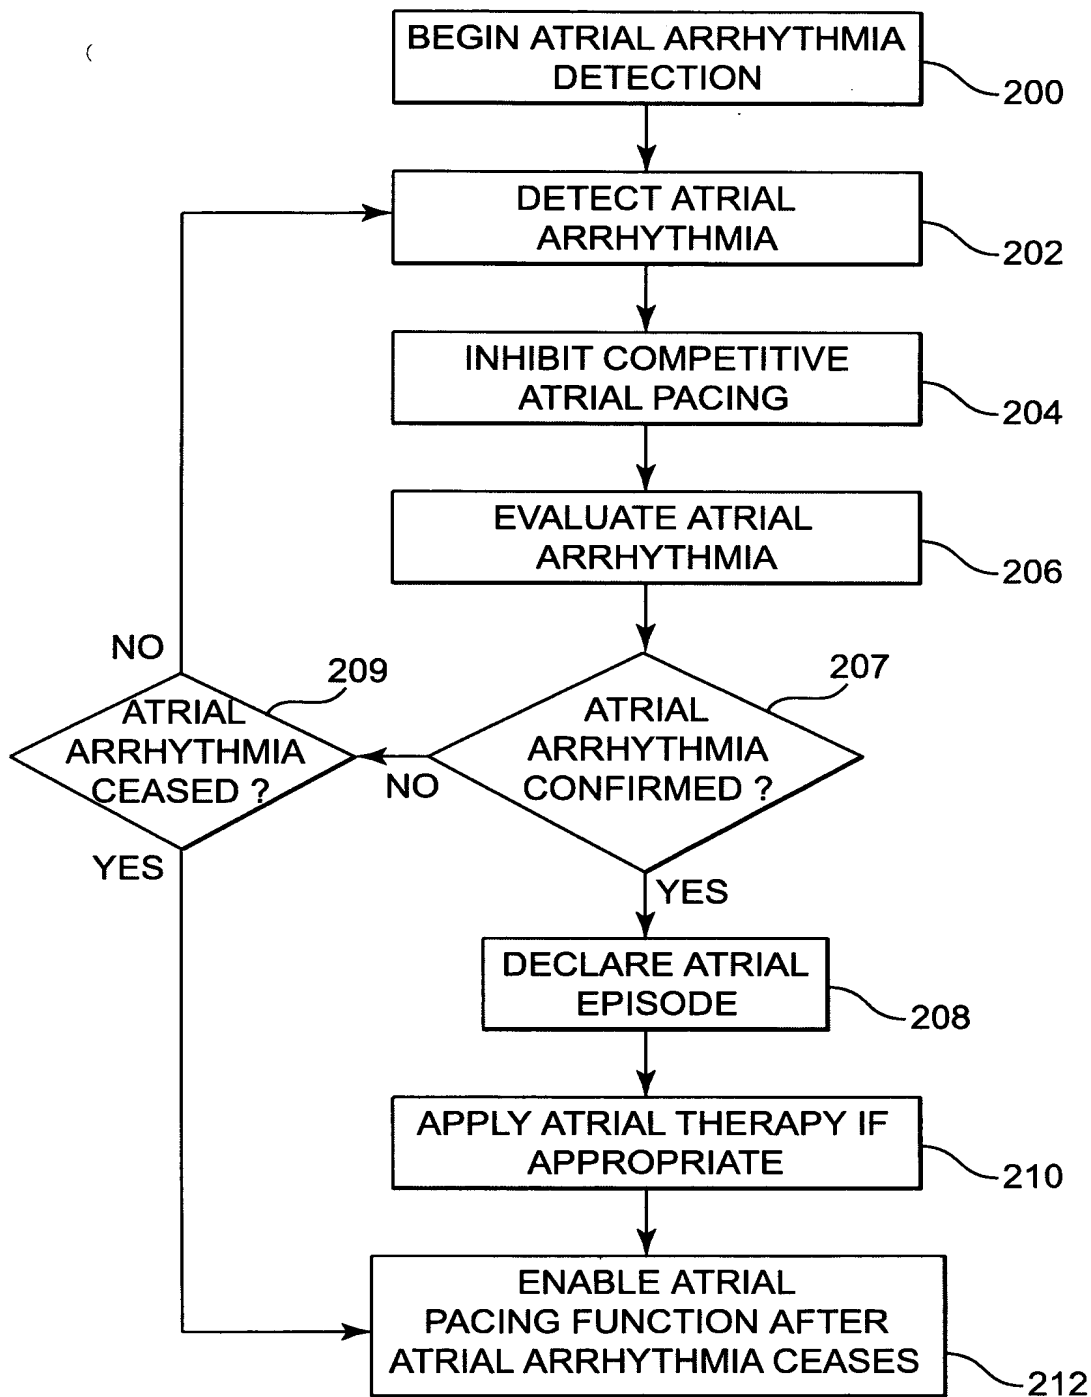 BEGIN ATRIAL ARRHYTHMIA
DETECTION
200
DETECT ATRIAL
ARRHYTHMIA
202
INHIBIT COMPETITIVE
ATRIAL PACING
204
EVALUATE ATRIAL
ARRHYTHMIA
206
NO
209
ATRIAL
ARRHYTHMIA
CEASED ?
YES
207
ATRIAL
ARRHYTHMIA
CONFIRMED ?
NO
YES
DECLARE ATRIAL
EPISODE
208
APPLY ATRIAL THERAPY IF
APPROPRIATE
210
ENABLE ATRIAL
PACING FUNCTION AFTER
ATRIAL ARRHYTHMIA CEASES
212